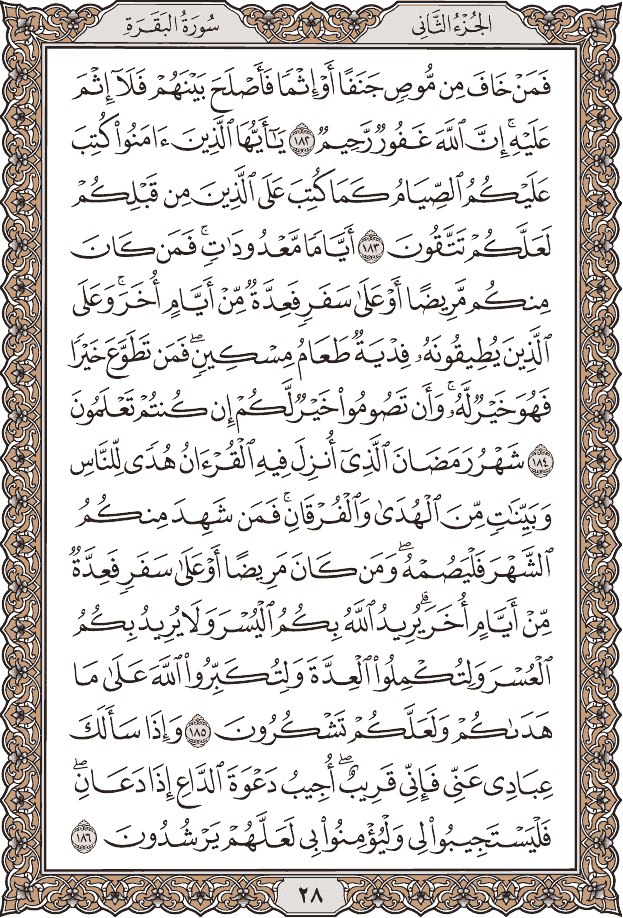 الجُزْءُ الثَّانِي
سُورَةُ البَقَرَةِ
فَمَنْ خَافَ مِن مُّوصٍ جَنَفًا أَوْ إِثْمًا فَأَصْلَحَ بَيْنَهُمْ فَلَآ إِثْمَ
عَلَيْهِ ۚ إِنَّ ٱللَّهَ غَفُورٌ رَّحِيمٌ ١٨٢ يَـٰٓأَيُّهَا ٱلَّذِينَ ءَامَنُوا۟ كُتِبَ
عَلَيْكُمُ ٱلصِّيَامُ كَمَا كُتِبَ عَلَى ٱلَّذِينَ مِن قَبْلِكُمْ
لَعَلَّكُمْ تَتَّقُونَ ١٨٣ أَيَّامًا مَّعْدُودَٰتٍ ۚ فَمَن كَانَ
مِنكُم مَّرِيضًا أَوْ عَلَىٰ سَفَرٍ فَعِدَّةٌ مِّنْ أَيَّامٍ أُخَرَ ۚ وَعَلَى
ٱلَّذِينَ يُطِيقُونَهُۥ فِدْيَةٌ طَعَامُ مِسْكِينٍ ۖ فَمَن تَطَوَّعَ خَيْرًا
فَهُوَ خَيْرٌ لَّهُۥ ۚ وَأَن تَصُومُوا۟ خَيْرٌ لَّكُمْ إِن كُنتُمْ تَعْلَمُونَ
١٨٤ شَهْرُ رَمَضَانَ ٱلَّذِىٓ أُنزِلَ فِيهِ ٱلْقُرْءَانُ هُدًى لِّلنَّاسِ
وَبَيِّنَـٰتٍ مِّنَ ٱلْهُدَىٰ وَٱلْفُرْقَانِ ۚ فَمَن شَهِدَ مِنكُمُ
ٱلشَّهْرَ فَلْيَصُمْهُ ۖ وَمَن كَانَ مَرِيضًا أَوْ عَلَىٰ سَفَرٍ فَعِدَّةٌ
مِّنْ أَيَّامٍ أُخَرَ ۗ يُرِيدُ ٱللَّهُ بِكُمُ ٱلْيُسْرَ وَلَا يُرِيدُ بِكُمُ
ٱلْعُسْرَ وَلِتُكْمِلُوا۟ ٱلْعِدَّةَ وَلِتُكَبِّرُوا۟ ٱللَّهَ عَلَىٰ مَا
هَدَىٰكُمْ وَلَعَلَّكُمْ تَشْكُرُونَ ١٨٥ وَإِذَا سَأَلَكَ
عِبَادِى عَنِّى فَإِنِّى قَرِيبٌ ۖ أُجِيبُ دَعْوَةَ ٱلدَّاعِ إِذَا دَعَانِ ۖ
فَلْيَسْتَجِيبُوا۟ لِى وَلْيُؤْمِنُوا۟ بِى لَعَلَّهُمْ يَرْشُدُونَ ١٨٦
٢٨